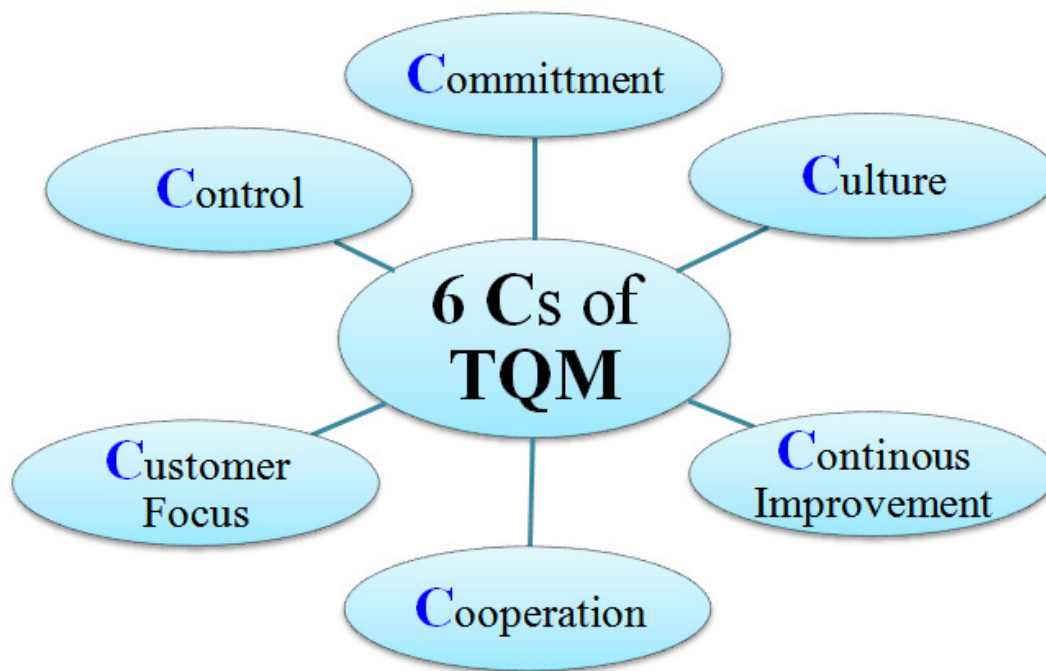 Committment
Control
Culture
6 Cs of
TQM
Customer
Focus
Continous
Improvement
Cooperation